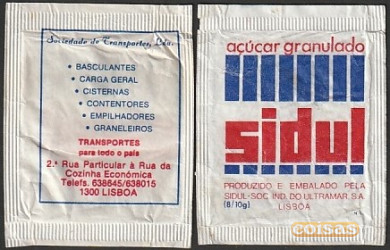 Sociedade de Transportes, Lda.
• BASCULANTES
• CARGA GERAL
• CISTERNAS
• CONTENTORES
• EMPILHADORES
• GRANELEIROS
TRANSPORTES
para todo o país
2.ª Rua Particular à Rua da
Cozinha Económica
Telefs. 638645/638015
1300 LISBOA
açúcar granulado
sidul
PRODUZIDO E EMBALADO PELA
SIDUL-SOC. IND. DO ULTRAMAR, S.A.
(8/10g) LISBOA
coisas